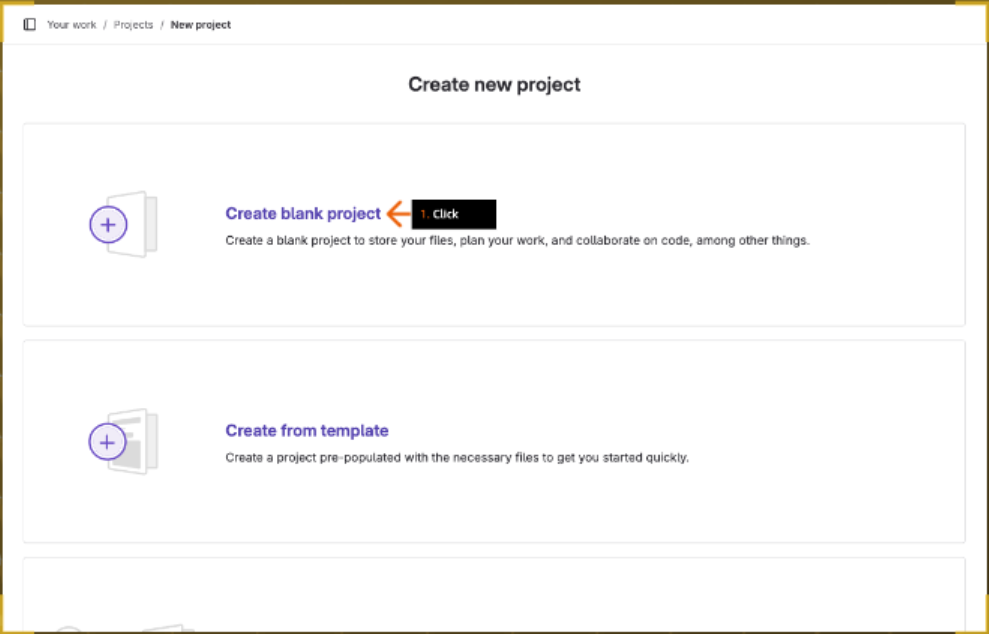 Your work / Projects / New project
Create new project
Create blank project
1. Click
Create a blank project to store your files, plan your work, and collaborate on code, among other things.
Create from template
Create a project pre-populated with the necessary files to get you started quickly.